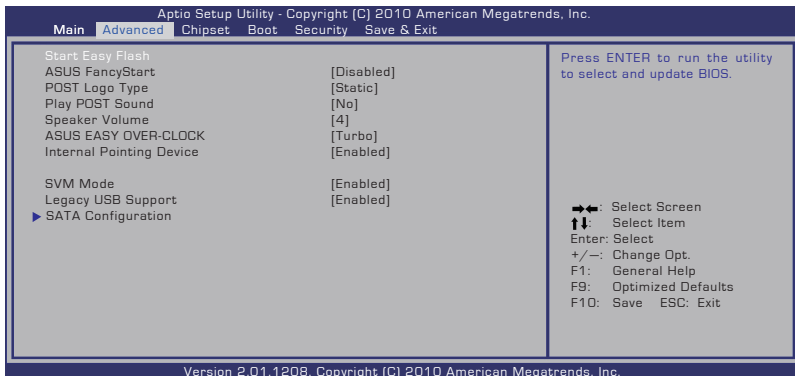 Aptio Setup Utility - Copyright (C) 2010 American Megatrends, Inc.
Main Advanced Chipset Boot Security Save & Exit
Start Easy Flash
ASUS FancyStart [Disabled]
POST Logo Type [Static]
Play POST Sound [No]
Speaker Volume [4]
ASUS EASY OVER-CLOCK [Turbo]
Internal Pointing Device [Enabled]
SVM Mode [Enabled]
Legacy USB Support [Enabled]
SATA Configuration
Press ENTER to run the utility
to select and update BIOS.
→←: Select Screen
↑↓: Select Item
Enter: Select
+/—: Change Opt.
F1: General Help
F9: Optimized Defaults
F10: Save ESC: Exit
Version 2.01.1208. Copyright (C) 2010 American Megatrends, Inc.